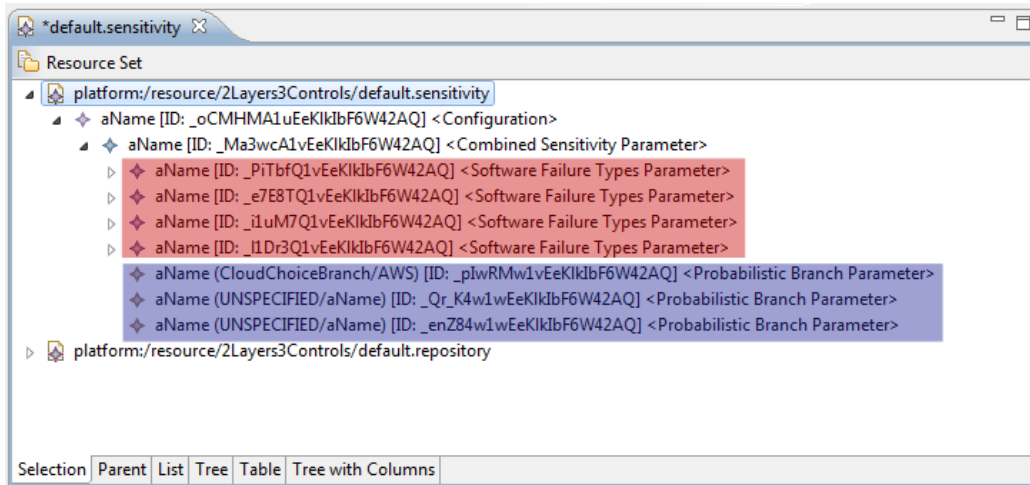 *default.sensitivity
Resource Set
platform:/resource/2Layers3Controls/default.sensitivity
aName [ID: _oCMHMA1uEeKlkIbF6W42AQ] <Configuration>
aName [ID: _Ma3wcA1vEeKlkIbF6W42AQ] <Combined Sensitivity Parameter>
aName [ID: _PiTbfQ1vEeKlkIbF6W42AQ] <Software Failure Types Parameter>
aName [ID: _e7E8TQ1vEeKlkIbF6W42AQ] <Software Failure Types Parameter>
aName [ID: _i1uM7Q1vEeKlkIbF6W42AQ] <Software Failure Types Parameter>
aName [ID: _l1Dr3Q1vEeKlkIbF6W42AQ] <Software Failure Types Parameter>
aName (CloudChoiceBranch/AWS) [ID: _pIwRMw1vEeKlkIbF6W42AQ] <Probabilistic Branch Parameter>
aName (UNSPECIFIED/aName) [ID: _Qr_K4w1wEeKlkIbF6W42AQ] <Probabilistic Branch Parameter>
aName (UNSPECIFIED/aName) [ID: _enZ84w1wEeKlkIbF6W42AQ] <Probabilistic Branch Parameter>
platform:/resource/2Layers3Controls/default.repository
Selection Parent List Tree Table Tree with Columns